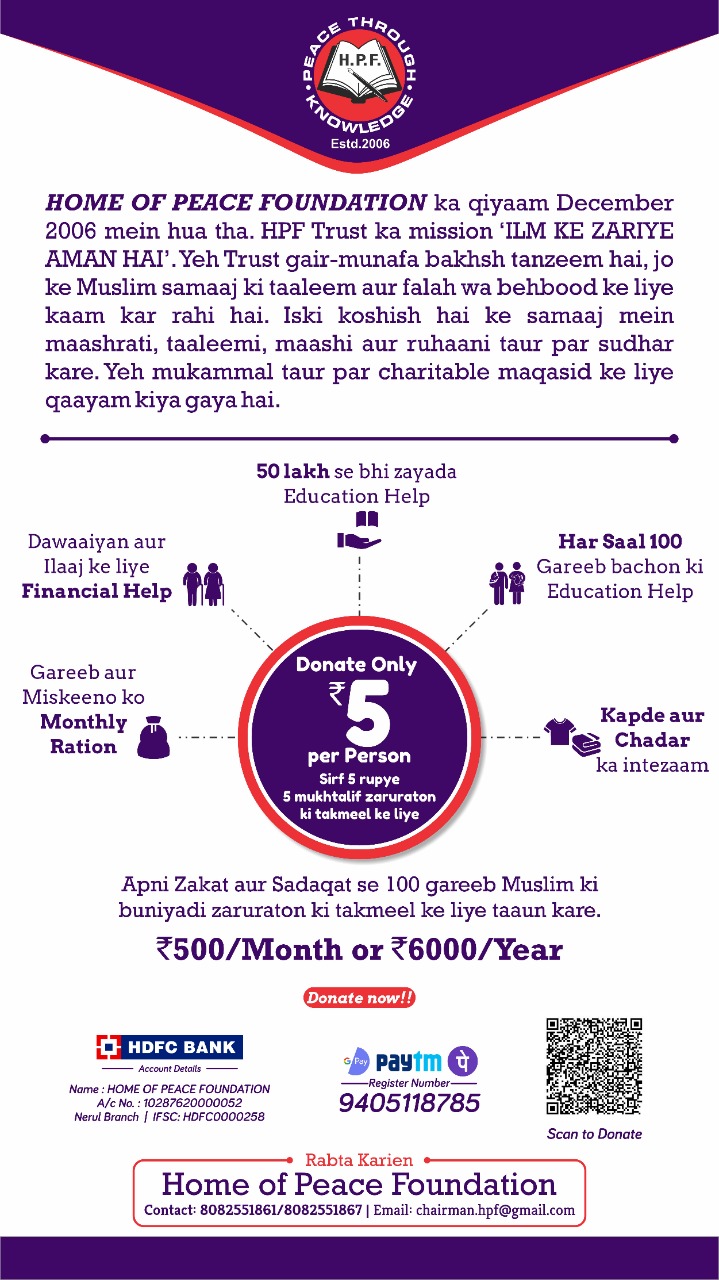 PEACE THROUGH
H.P.F.
KNOWLEDGE
Estd.2006
HOME OF PEACE FOUNDATION ka qiyaam December
2006 mein hua tha. HPF Trust ka mission ‘ILM KE ZARIYE
AMAN HAI’. Yeh Trust gair-munafa bakhsh tanzeem hai, jo
ke Muslim samaaj ki taaleem aur falah wa behbood ke liye
kaam kar rahi hai. Iski koshish hai ke samaaj mein
maashrati, taaleemi, maashi aur ruhaani taur par sudhar
kare. Yeh mukammal taur par charitable maqasid ke liye
qaayam kiya gaya hai.
50 lakh se bhi zayada
Education Help
Dawaaiyan aur
Ilaaj ke liye
Financial Help
Har Saal 100
Gareeb bachon ki
Education Help
Gareeb aur
Miskeeno ko
Monthly
Ration
Donate Only
₹5
per Person
Sirf 5 rupye
5 mukhtalif zaruraton
ki takmeel ke liye
Kapde aur
Chadar
ka intezaam
Apni Zakat aur Sadaqat se 100 gareeb Muslim ki
buniyadi zaruraton ki takmeel ke liye taaun kare.
₹500/Month or ₹6000/Year
Donate now!!
HDFC BANK
Account Details
Name : HOME OF PEACE FOUNDATION
A/c No. : 10287620000052
Nerul Branch | IFSC: HDFC0000258
G Pay paytm पे
Register Number
9405118785
Scan to Donate
Rabta Karien
Home of Peace Foundation
Contact: 8082551861/8082551867 | Email: chairman.hpf@gmail.com